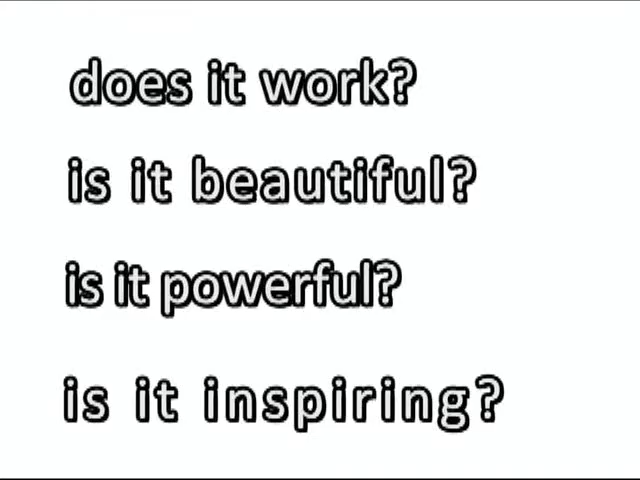 does it work?
is it beautiful?
is it powerful?
is it inspiring?